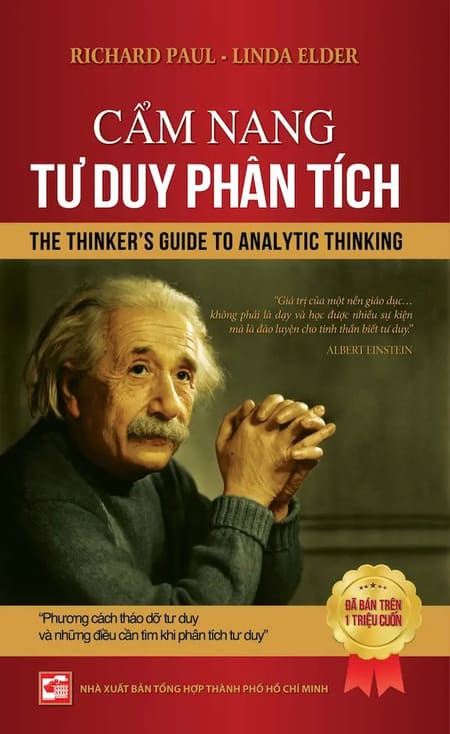 RICHARD PAUL - LINDA ELDER
CẨM NANG
TƯ DUY PHÂN TÍCH
THE THINKER'S GUIDE TO ANALYTIC THINKING
"Giá trị của một nền giáo dục...
không phải là dạy và học được nhiều sự kiện
mà là đào luyện cho tinh thần biết tư duy."
ALBERT EINSTEIN
ĐÃ BÁN TRÊN
1 TRIỆU CUỐN
"Phương cách tháo dỡ tư duy
và những điều cần tìm khi phân tích tư duy"
NHÀ XUẤT BẢN TỔNG HỢP THÀNH PHỐ HỒ CHÍ MINH